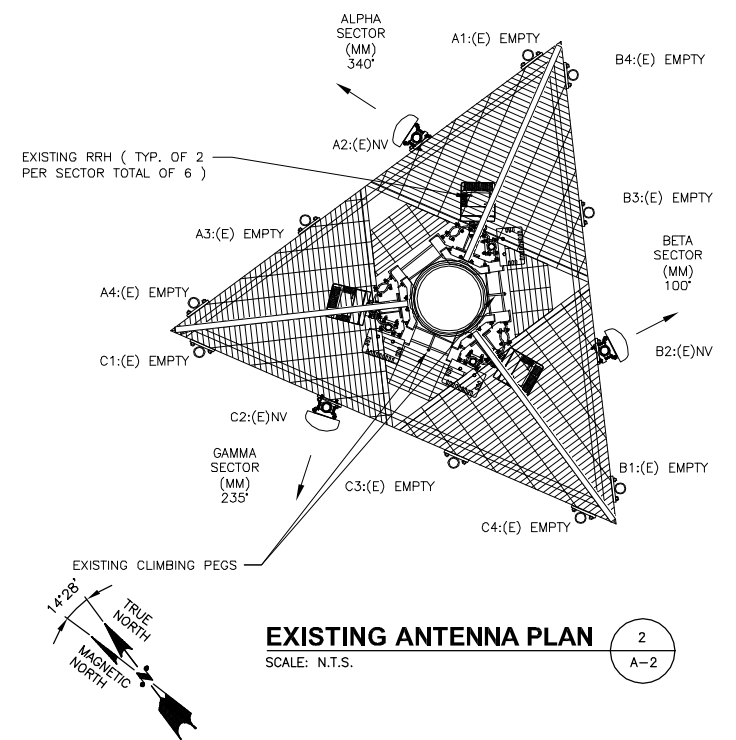 ALPHA
SECTOR
(MM)
340°
A1:(E) EMPTY
B4:(E) EMPTY
A2:(E)NV
EXISTING RRH ( TYP. OF 2
PER SECTOR TOTAL OF 6 )
B3:(E) EMPTY
A3:(E) EMPTY
BETA
SECTOR
(MM)
100°
A4:(E) EMPTY
C1:(E) EMPTY
B2:(E)NV
C2:(E)NV
GAMMA
SECTOR
(MM)
235°
C3:(E) EMPTY
B1:(E) EMPTY
C4:(E) EMPTY
EXISTING CLIMBING PEGS
14°28'
TRUE
NORTH
MAGNETIC
NORTH
EXISTING ANTENNA PLAN
SCALE: N.T.S.
2
A-2